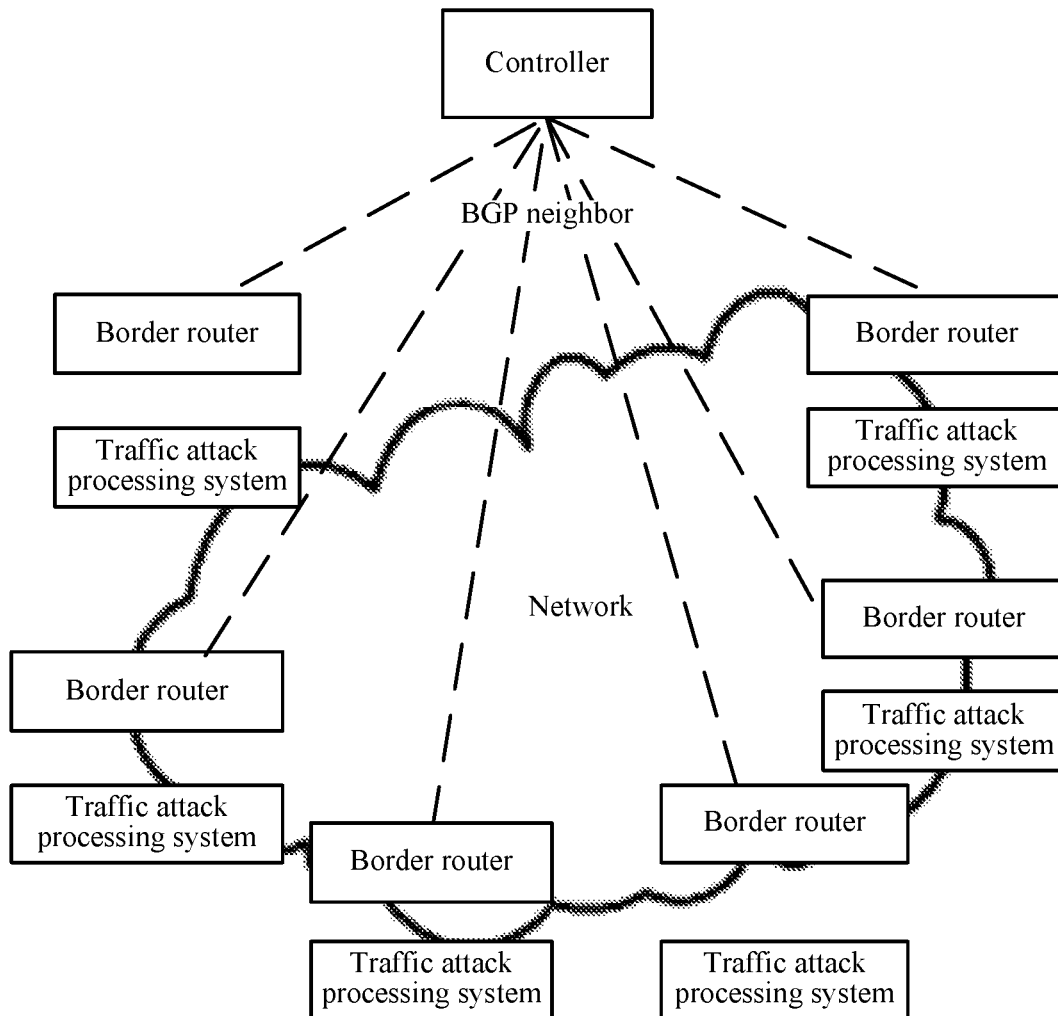 Controller
BGP neighbor
Border router
Border router
Traffic attack
processing system
Traffic attack
processing system
Network
Border router
Border router
Traffic attack
processing system
Traffic attack
processing system
Border router
Border router
Traffic attack
processing system
Traffic attack
processing system